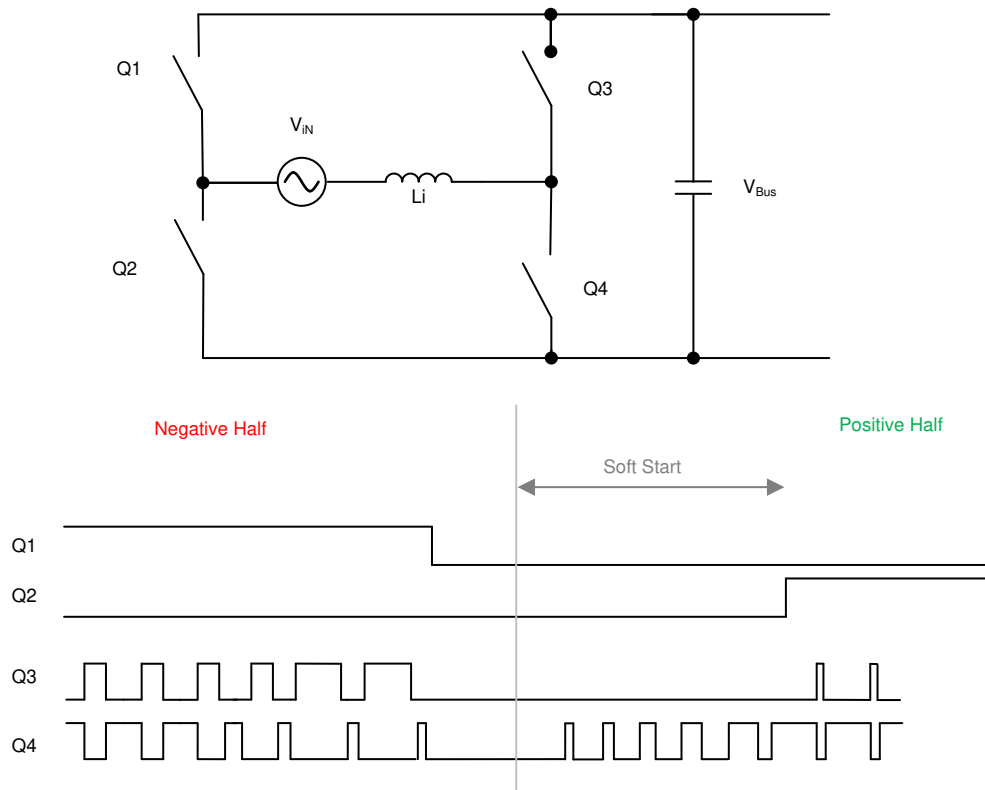 Q1
Q3
ViN
Li
VBus
Q2
Q4
Negative Half
Positive Half
Soft Start
Q1
Q2
Q3
Q4